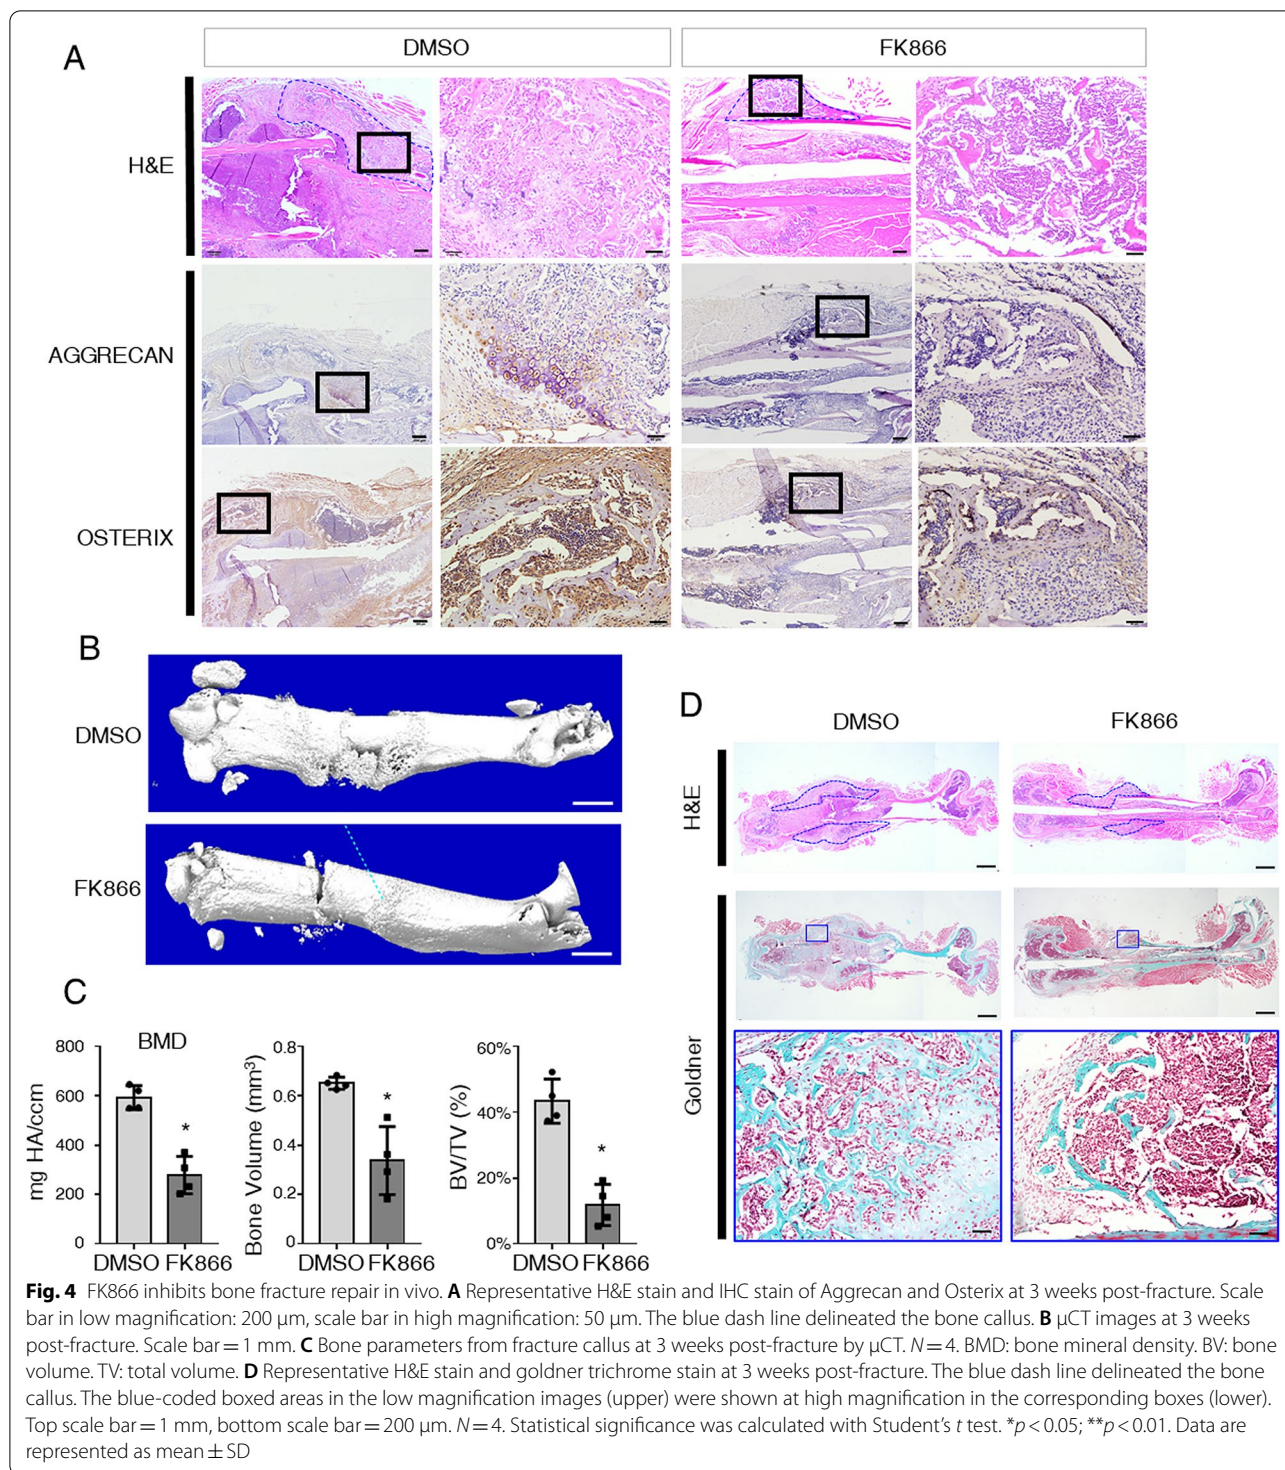 A
DMSO
FK866
H&E
AGGRECAN
OSTERIX
B
DMSO
FK866
C
BMD
mg HA/ccm
800
600
400
200
0
DMSO FK866
Bone Volume (mm³)
0.8
0.6
0.4
0.2
0
DMSO FK866
BV/TV (%)
60%
40%
20%
0%
DMSO FK866
*
*
*
D
DMSO
FK866
H&E
Goldner
Fig. 4 FK866 inhibits bone fracture repair in vivo. A Representative H&E stain and IHC stain of Aggrecan and Osterix at 3 weeks post-fracture. Scale
bar in low magnification: 200 μm, scale bar in high magnification: 50 μm. The blue dash line delineated the bone callus. B μCT images at 3 weeks
post-fracture. Scale bar = 1 mm. C Bone parameters from fracture callus at 3 weeks post-fracture by μCT. N = 4. BMD: bone mineral density. BV: bone
volume. TV: total volume. D Representative H&E stain and goldner trichrome stain at 3 weeks post-fracture. The blue dash line delineated the bone
callus. The blue-coded boxed areas in the low magnification images (upper) were shown at high magnification in the corresponding boxes (lower).
Top scale bar = 1 mm, bottom scale bar = 200 μm. N = 4. Statistical significance was calculated with Student's t test. *p < 0.05; **p < 0.01. Data are
represented as mean ± SD